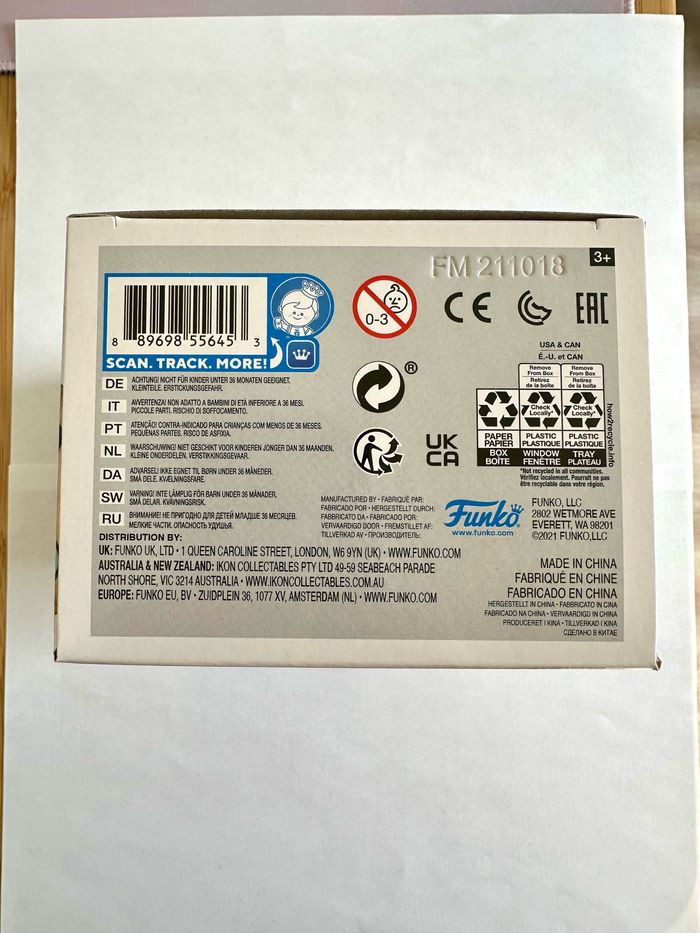 FM 211018
3+
8 89698 55645 3
SCAN. TRACK. MORE!
0-3
CE
EAC
®
UK
CA
USA & CAN
É.-U. et CAN
Remove
From Box
Retirez
de la boîte
Remove
From Box
Retirez
de la boîte
Check
Locally*
Check
Locally*
PAPER
PAPIER
PLASTIC
PLASTIQUE
PLASTIC
PLASTIQUE
BOX
BOÎTE
WINDOW
FENÊTRE
TRAY
PLATEAU
how2recycle.info
*Not recycled in all communities.
Vérifiez localement. Pourrait ne pas
être recyclable dans votre région.
DE ACHTUNG! NICHT FÜR KINDER UNTER 36 MONATEN GEEIGNET.
KLEINTEILE. ERSTICKUNGSGEFAHR.
IT AVVERTENZA! NON ADATTO A BAMBINI DI ETÀ INFERIORE A 36 MESI.
PICCOLE PARTI. RISCHIO DI SOFFOCAMENTO.
PT ATENÇÃO! CONTRA-INDICADO PARA CRIANÇAS COM MENOS DE 36 MESES.
PEQUENAS PARTES, RISCO DE ASFIXIA.
NL WAARSCHUWING! NIET GESCHIKT VOOR KINDEREN JONGER DAN 36 MAANDEN.
KLEINE ONDERDELEN. VERSTIKKINGSGEVAAR.
DA ADVARSEL! IKKE EGNET TIL BØRN UNDER 36 MÅNEDER.
SMÅ DELE. KVÆLNINGSFARE.
SW VARNING! INTE LÄMPLIG FÖR BARN UNDER 36 MÅNADER.
SMÅ DELAR. KVÄVNINGSRISK.
RU ВНИМАНИЕ! НЕ ПРИГОДНО ДЛЯ ДЕТЕЙ МЛАДШЕ 36 МЕСЯЦЕВ.
МЕЛКИЕ ЧАСТИ. ОПАСНОСТЬ УДУШЬЯ.
MANUFACTURED BY • FABRIQUÉ PAR:
FABRICADO POR • HERGESTELLT DURCH:
FABBRICATO DA • FABRICADO POR:
VERVAARDIGD DOOR • FREMSTILLET AF:
TILLVERKAD AV • ПРОИЗВОДИТЕЛЬ:
Funko
www.funko.com
FUNKO, LLC
2802 WETMORE AVE
EVERETT, WA 98201
©2021 FUNKO,LLC
DISTRIBUTION BY:
UK: FUNKO UK, LTD • 1 QUEEN CAROLINE STREET, LONDON, W6 9YN (UK) • WWW.FUNKO.COM
AUSTRALIA & NEW ZEALAND: IKON COLLECTABLES PTY LTD 49-59 SEABEACH PARADE
NORTH SHORE, VIC 3214 AUSTRALIA • WWW.IKONCOLLECTABLES.COM.AU
EUROPE: FUNKO EU, BV • ZUIDPLEIN 36, 1077 XV, AMSTERDAM (NL) • WWW.FUNKO.COM
MADE IN CHINA
FABRIQUÉ EN CHINE
FABRICADO EN CHINA
HERGESTELLT IN CHINA • FABBRICATO IN CINA
FABRICADO NA CHINA • VERVAARDIGD IN CHINA
PRODUCERET I KINA • TILLVERKAD I KINA
СДЕЛАНО В КИТАЕ